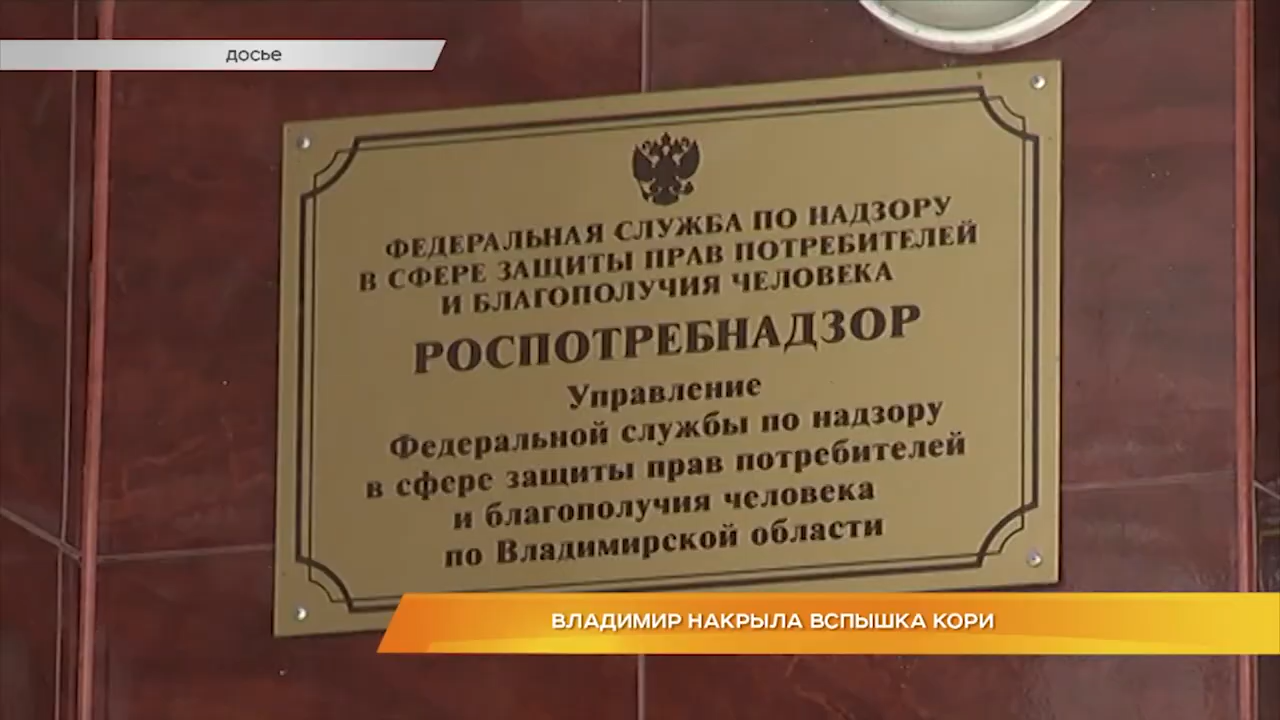 ДОСЬЕ
ФЕДЕРАЛЬНАЯ СЛУЖБА ПО НАДЗОРУ
В СФЕРЕ ЗАЩИТЫ ПРАВ ПОТРЕБИТЕЛЕЙ
И БЛАГОПОЛУЧИЯ ЧЕЛОВЕКА
РОСПОТРЕБНАДЗОР
Управление
Федеральной службы по надзору
в сфере защиты прав потребителей
и благополучия человека
по Владимирской области
ВЛАДИМИР НАКРЫЛА ВСПЫШКА КОРИ